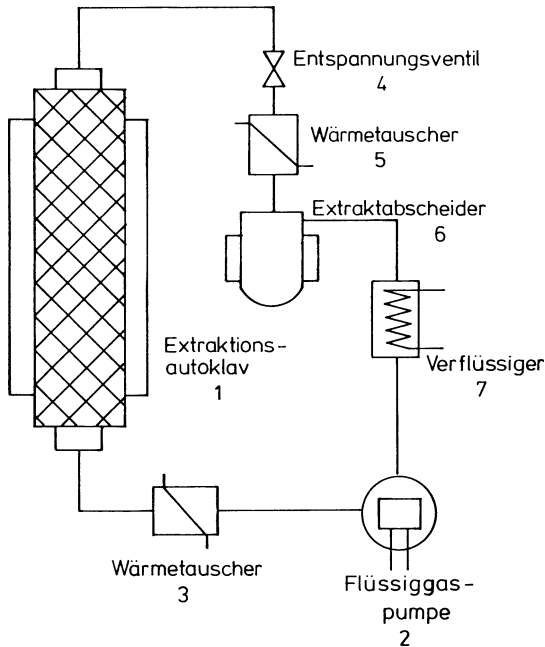 Entspannungsventil
4
Wärmetauscher
5
Extraktabscheider
6
Extraktions-
autoklav
1
Verflüssiger
7
Wärmetauscher
3
Flüssiggas-
pumpe
2